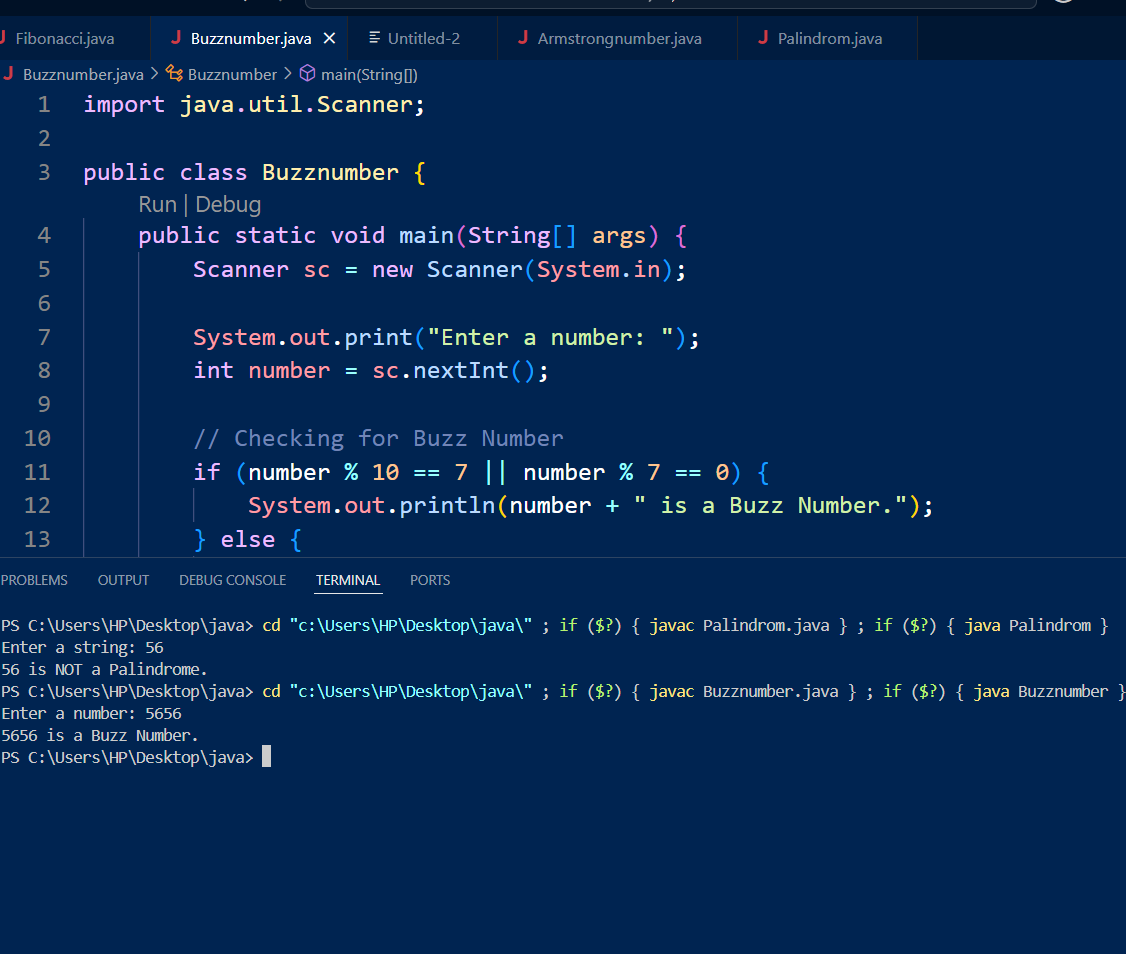 Fibonacci.java Buzznumber.java Untitled-2 Armstrongnumber.java Palindrom.java
Buzznumber.java > Buzznumber > main(String[])
1 import java.util.Scanner;
2
3 public class Buzznumber {
Run | Debug
4 public static void main(String[] args) {
5 Scanner sc = new Scanner(System.in);
6
7 System.out.print("Enter a number: ");
8 int number = sc.nextInt();
9
10 // Checking for Buzz Number
11 if (number % 10 == 7 || number % 7 == 0) {
12 System.out.println(number + " is a Buzz Number.");
13 } else {
PROBLEMS OUTPUT DEBUG CONSOLE TERMINAL PORTS
PS C:\Users\HP\Desktop\java> cd "c:\Users\HP\Desktop\java\" ; if ($?) { javac Palindrom.java } ; if ($?) { java Palindrom }
Enter a string: 56
56 is NOT a Palindrome.
PS C:\Users\HP\Desktop\java> cd "c:\Users\HP\Desktop\java\" ; if ($?) { javac Buzznumber.java } ; if ($?) { java Buzznumber }
Enter a number: 5656
5656 is a Buzz Number.
PS C:\Users\HP\Desktop\java>